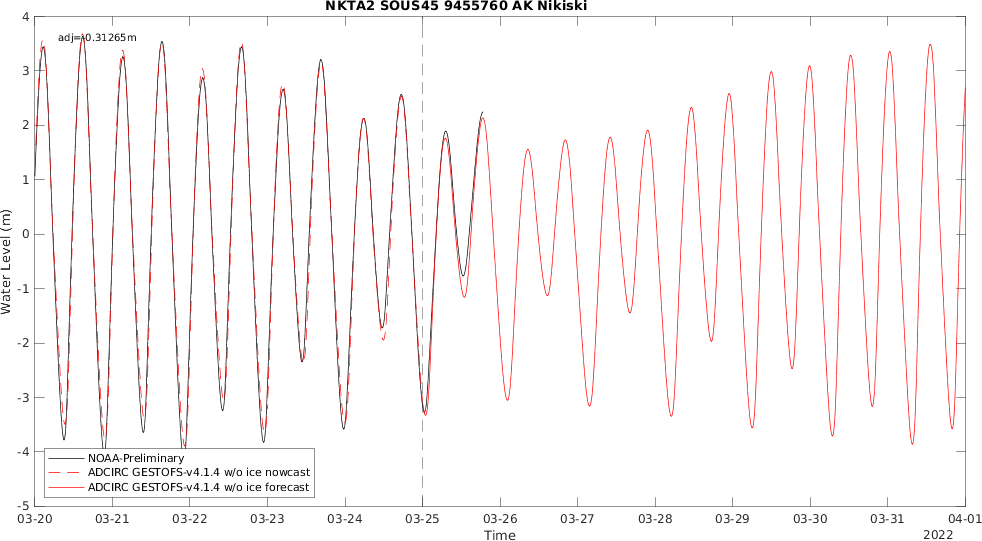 NKTA2 SOUS45 9455760 AK Nikiski
adj=-0.31265m
Water Level (m)
4
3
2
1
0
-1
-2
-3
-4
-5
NOAA-Preliminary
ADCIRC GESTOFS-v4.1.4 w/o ice nowcast
ADCIRC GESTOFS-v4.1.4 w/o ice forecast
03-20 03-21 03-22 03-23 03-24 03-25 03-26 03-27 03-28 03-29 03-30 03-31 04-01
Time
2022